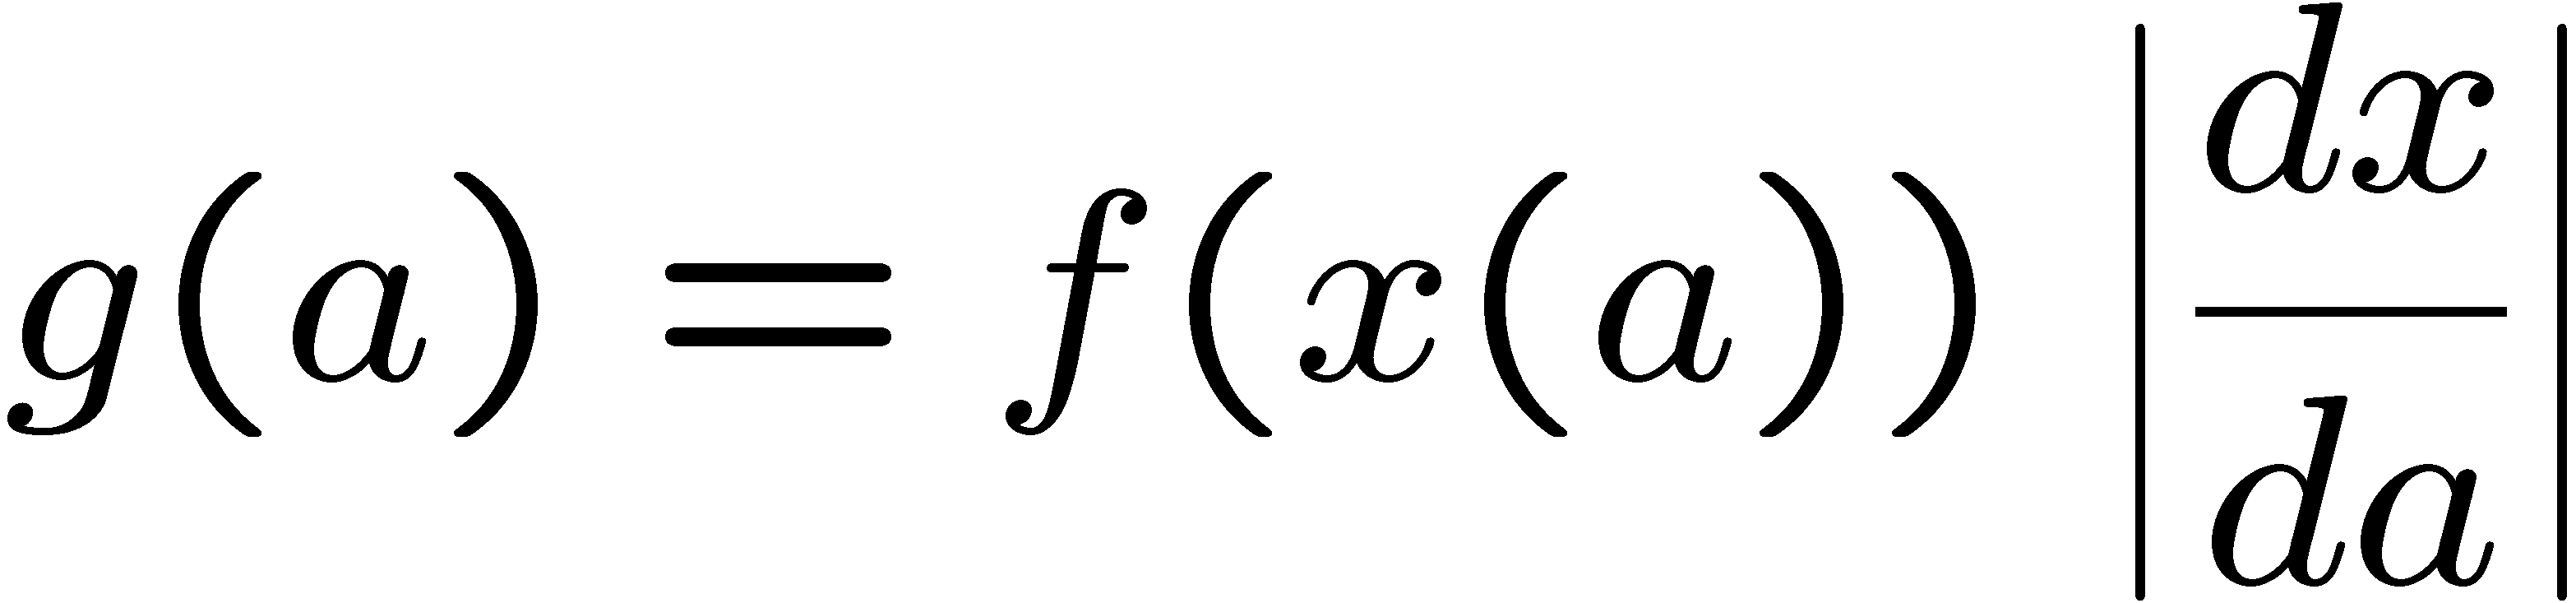 g(a) = f(x(a)) |dx/da|